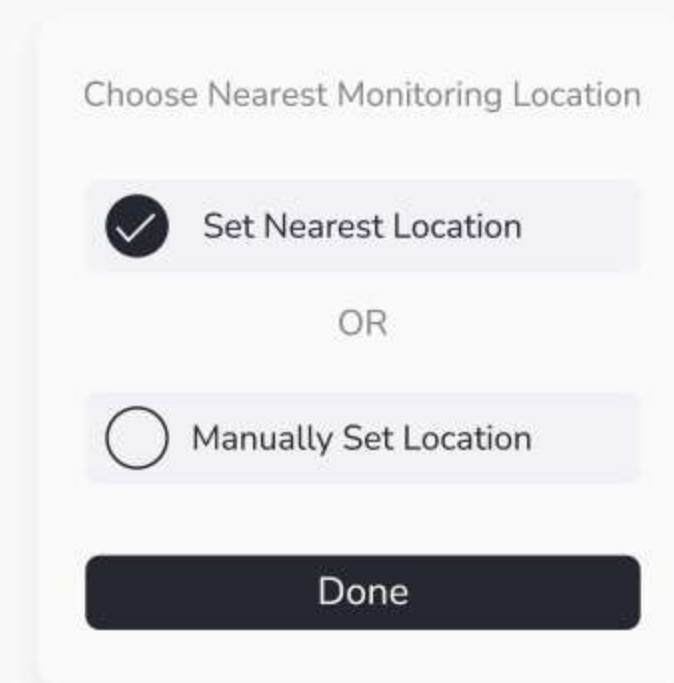 Choose Nearest Monitoring Location
Set Nearest Location
OR
Manually Set Location
Done